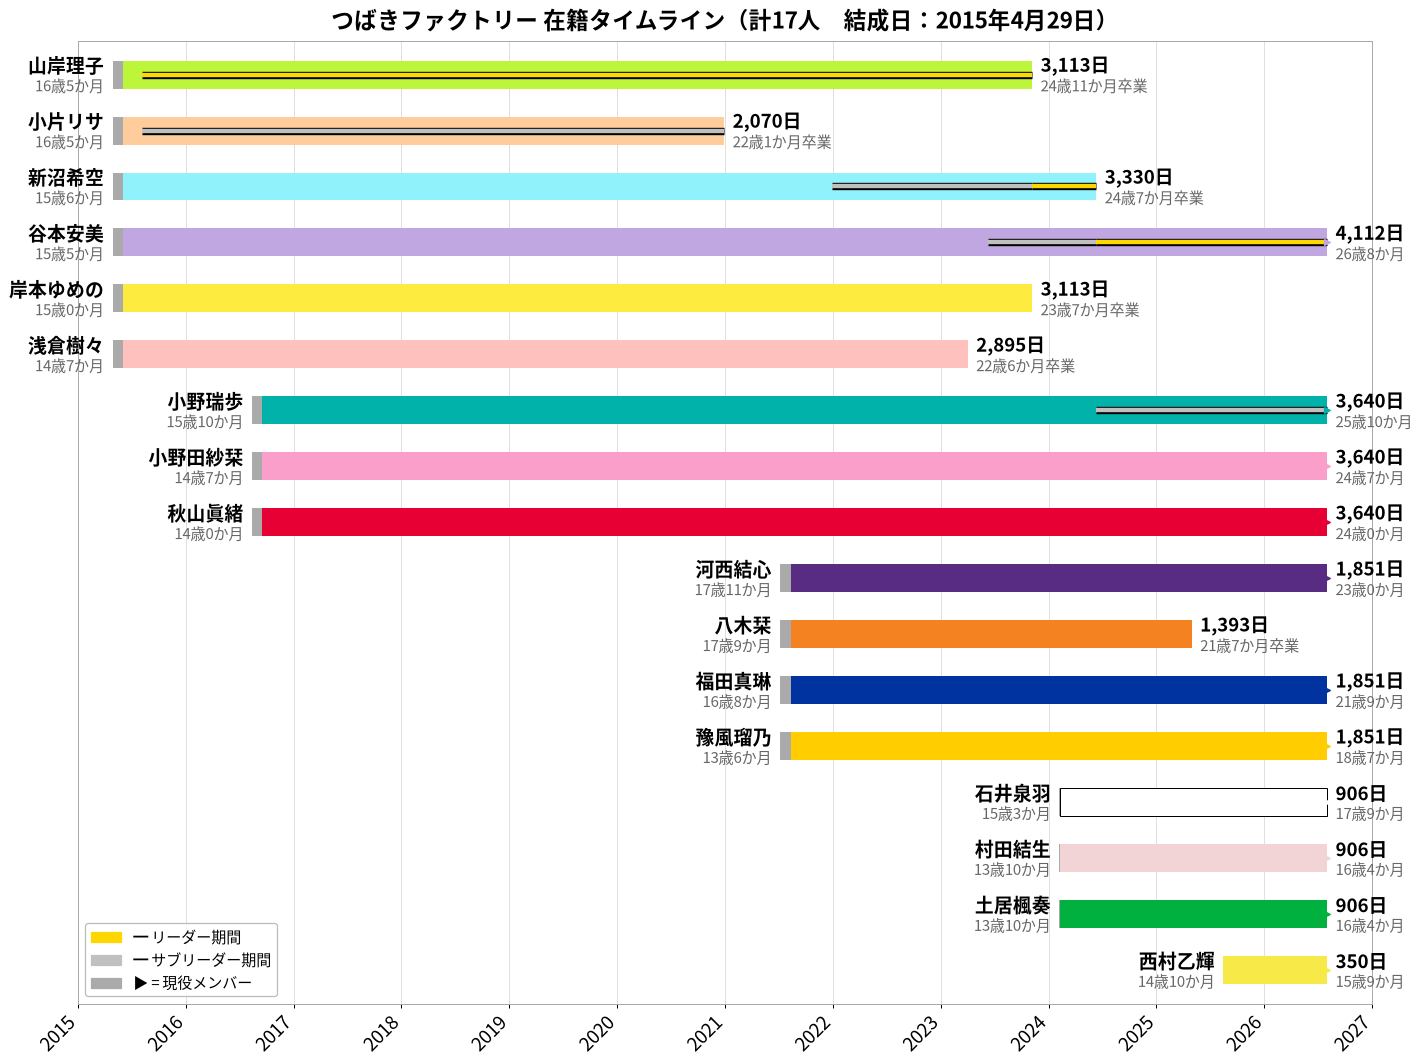 つばきファクトリー 在籍タイムライン（計17人　結成日：2015年4月29日）
山岸理子
16歳5か月
3,113日
24歳11か月卒業
小片リサ
16歳5か月
2,070日
22歳1か月卒業
新沼希空
15歳6か月
3,330日
24歳7か月卒業
谷本安美
15歳5か月
4,112日
26歳8か月
岸本ゆめの
15歳0か月
3,113日
23歳7か月卒業
浅倉樹々
14歳7か月
2,895日
22歳6か月卒業
小野瑞歩
15歳10か月
3,640日
25歳10か月
小野田紗栞
14歳7か月
3,640日
24歳7か月
秋山眞緒
14歳0か月
3,640日
24歳0か月
河西結心
17歳11か月
1,851日
23歳0か月
八木栞
17歳9か月
1,393日
21歳7か月卒業
福田真琳
16歳8か月
1,851日
21歳9か月
豫風瑠乃
13歳6か月
1,851日
18歳7か月
石井泉羽
15歳3か月
906日
17歳9か月
村田結生
13歳10か月
906日
16歳4か月
土居楓奏
13歳10か月
906日
16歳4か月
西村乙輝
14歳10か月
350日
15歳9か月
━ リーダー期間
━ サブリーダー期間
▶ = 現役メンバー
2015
2016
2017
2018
2019
2020
2021
2022
2023
2024
2025
2026
2027